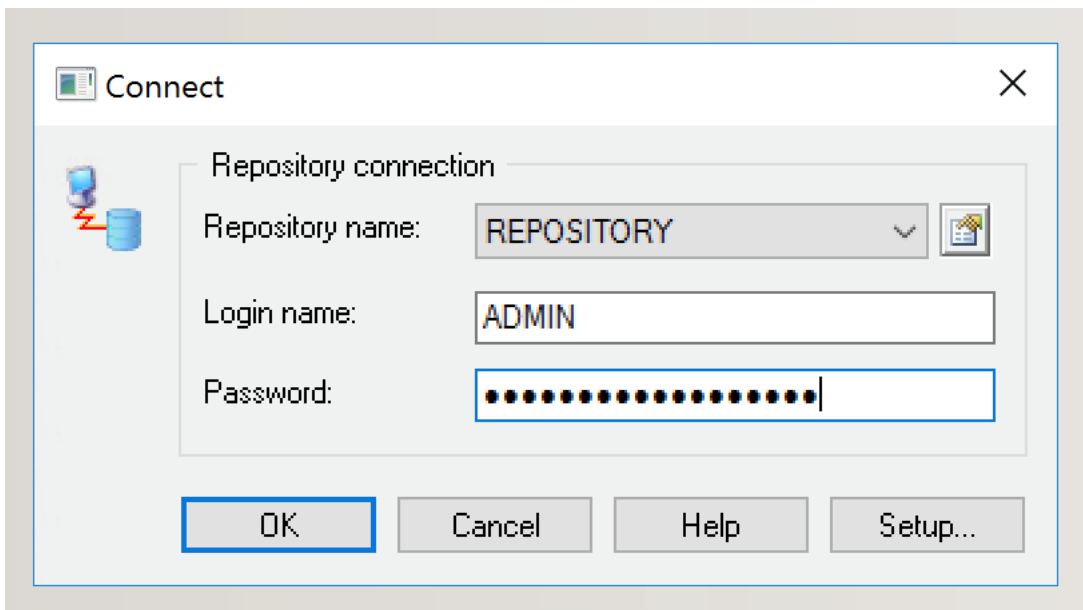 Connect
Repository connection
Repository name: REPOSITORY
Login name: ADMIN
Password: ••••••••••••••••••
OK Cancel Help Setup...